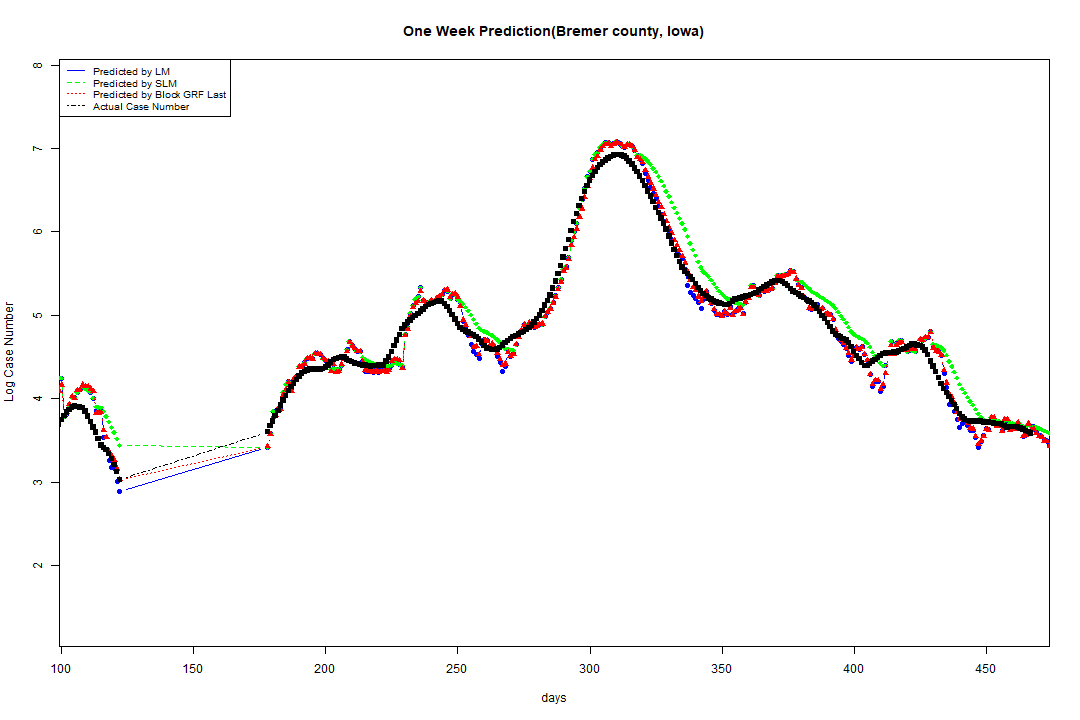 One Week Prediction(Bremer county, Iowa)
Predicted by LM
Predicted by SLM
Predicted by Block GRF Last
Actual Case Number
Log Case Number
8
7
6
5
4
3
2
100 150 200 250 300 350 400 450
days